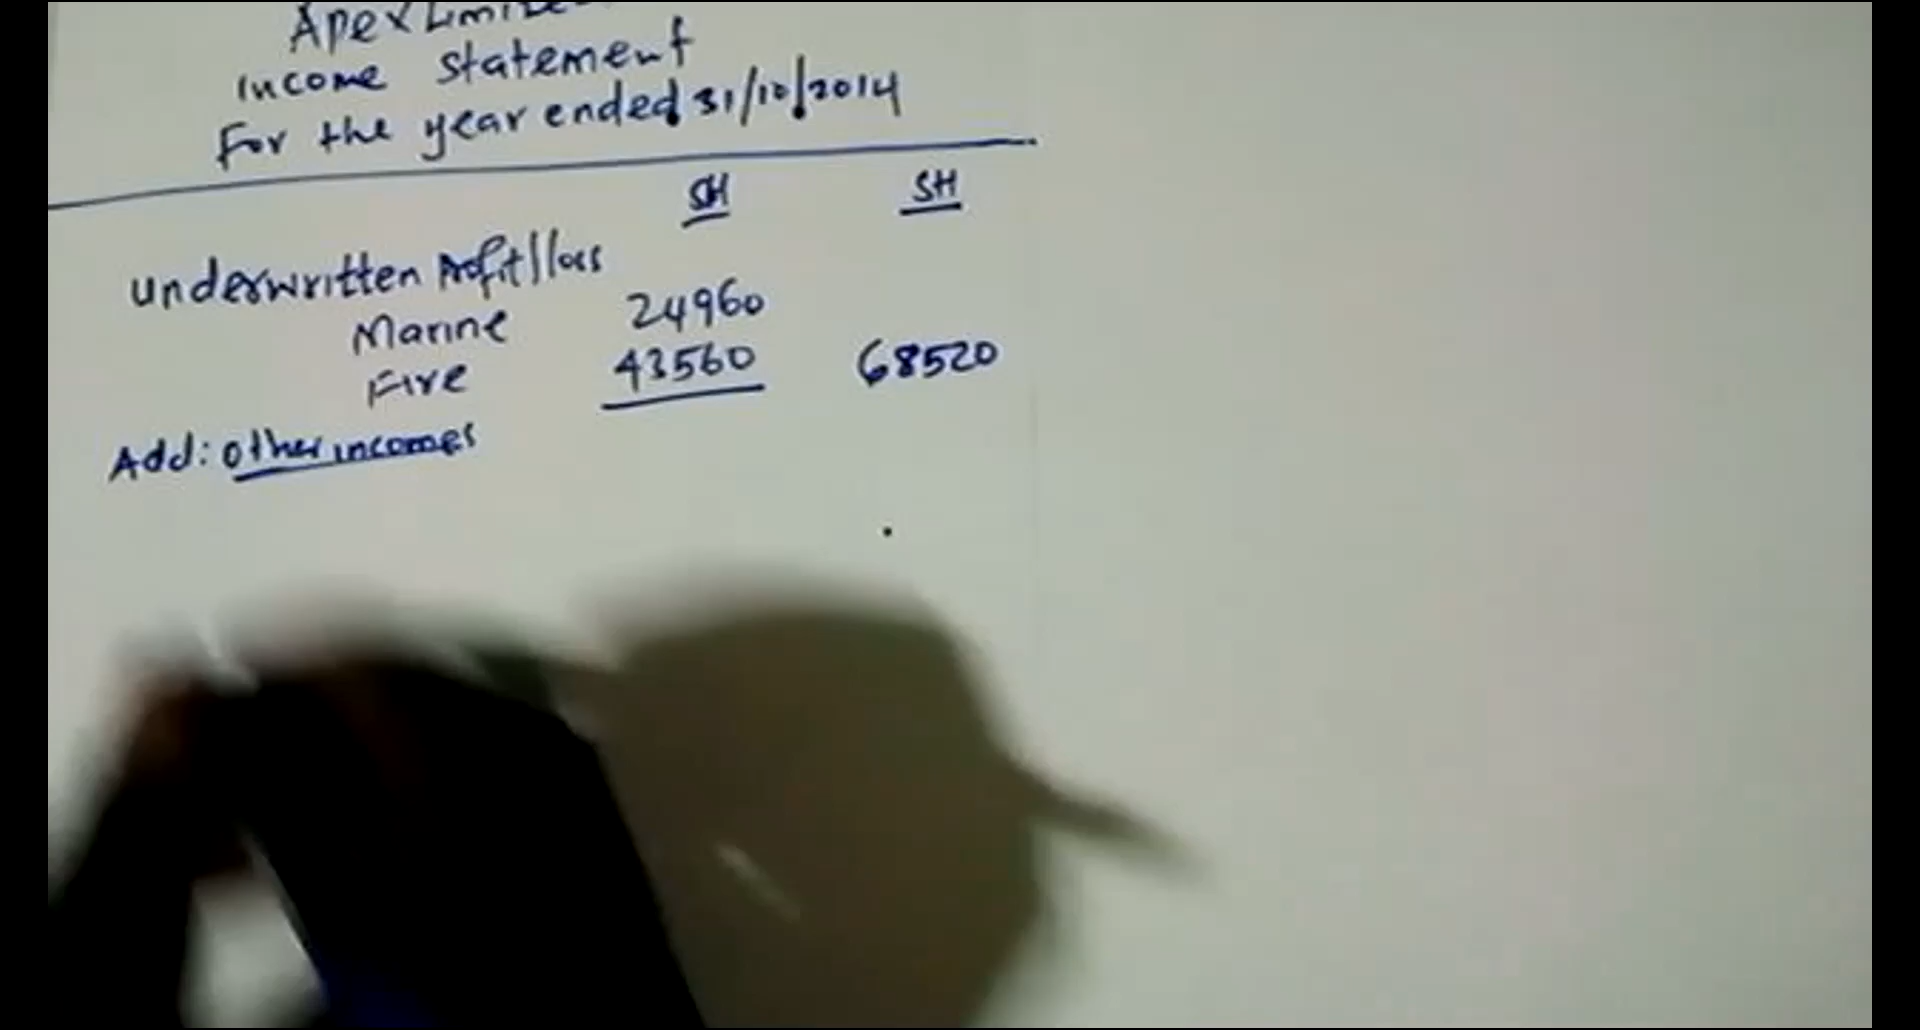 Apex Limited
Income statement
For the year ended 31/10/2014
SH SH
Underwritten Profit/loss
Marine 24960
Fire 43560 68520
Add: Other incomes